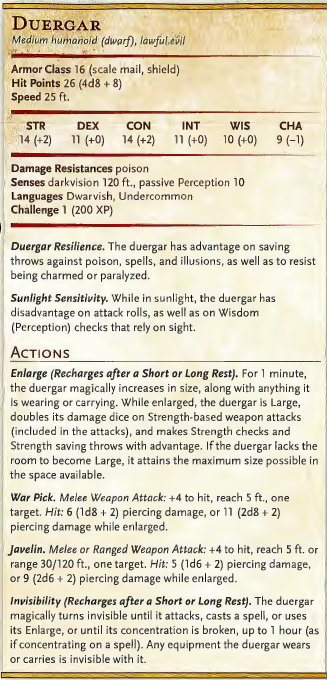 DUERGAR
Medium humanoid (dwarf), lawful evil
Armor Class 16 (scale mail, shield)
Hit Points 26 (4d8 + 8)
Speed 25 ft.
STR DEX CON INT WIS CHA
14 (+2) 11 (+0) 14 (+2) 11 (+0) 10 (+0) 9 (–1)
Damage Resistances poison
Senses darkvision 120 ft., passive Perception 10
Languages Dwarvish, Undercommon
Challenge 1 (200 XP)
Duergar Resilience. The duergar has advantage on saving
throws against poison, spells, and illusions, as well as to resist
being charmed or paralyzed.
Sunlight Sensitivity. While in sunlight, the duergar has
disadvantage on attack rolls, as well as on Wisdom
(Perception) checks that rely on sight.
ACTIONS
Enlarge (Recharges after a Short or Long Rest). For 1 minute,
the duergar magically increases in size, along with anything it
is wearing or carrying. While enlarged, the duergar is Large,
doubles its damage dice on Strength-based weapon attacks
(included in the attacks), and makes Strength checks and
Strength saving throws with advantage. If the duergar lacks the
room to become Large, it attains the maximum size possible in
the space available.
War Pick. Melee Weapon Attack: +4 to hit, reach 5 ft., one
target. Hit: 6 (1d8 + 2) piercing damage, or 11 (2d8 + 2)
piercing damage while enlarged.
Javelin. Melee or Ranged Weapon Attack: +4 to hit, reach 5 ft. or
range 30/120 ft., one target. Hit: 5 (1d6 + 2) piercing damage,
or 9 (2d6 + 2) piercing damage while enlarged.
Invisibility (Recharges after a Short or Long Rest). The duergar
magically turns invisible until it attacks, casts a spell, or uses
its Enlarge, or until its concentration is broken, up to 1 hour (as
if concentrating on a spell). Any equipment the duergar wears
or carries is invisible with it.